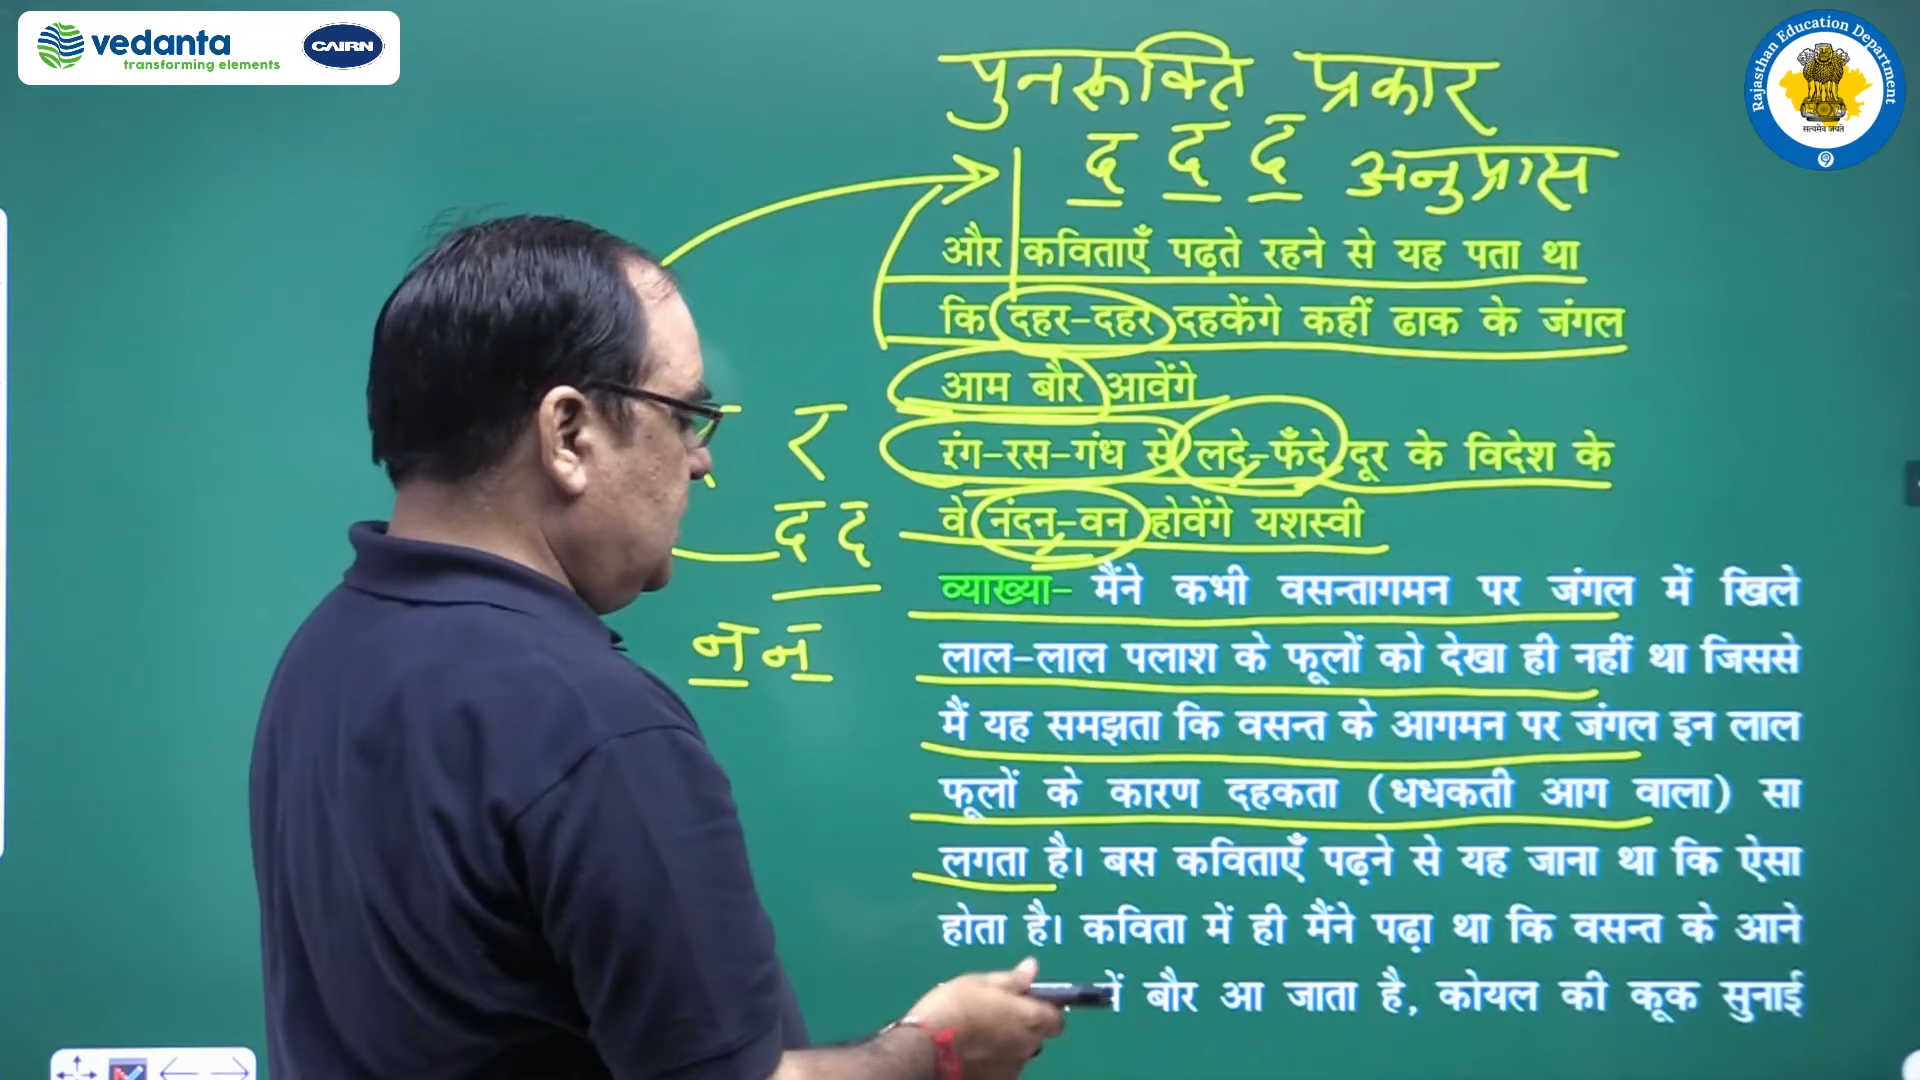 vedanta
transforming elements
CAIRN
Rajasthan Education Department
सत्यमेव जयते
पुनरूक्ति प्रकार
द द द अनुप्रास
और कविताएँ पढ़ते रहने से यह पता था
कि दहर-दहर दहकेंगे कहीं ढाक के जंगल
आम बौर आवेंगे
र
रंग-रस-गंध से लदे-फँदे दूर के विदेश के
द द
वे नंदन-वन होवेंगे यशस्वी
व्याख्या- मैंने कभी वसन्तागमन पर जंगल में खिले
न न
लाल-लाल पलाश के फूलों को देखा ही नहीं था जिससे
मैं यह समझता कि वसन्त के आगमन पर जंगल इन लाल
फूलों के कारण दहकता (धधकती आग वाला) सा
लगता है। बस कविताएँ पढ़ने से यह जाना था कि ऐसा
होता है। कविता में ही मैंने पढ़ा था कि वसन्त के आने
में बौर आ जाता है, कोयल की कूक सुनाई